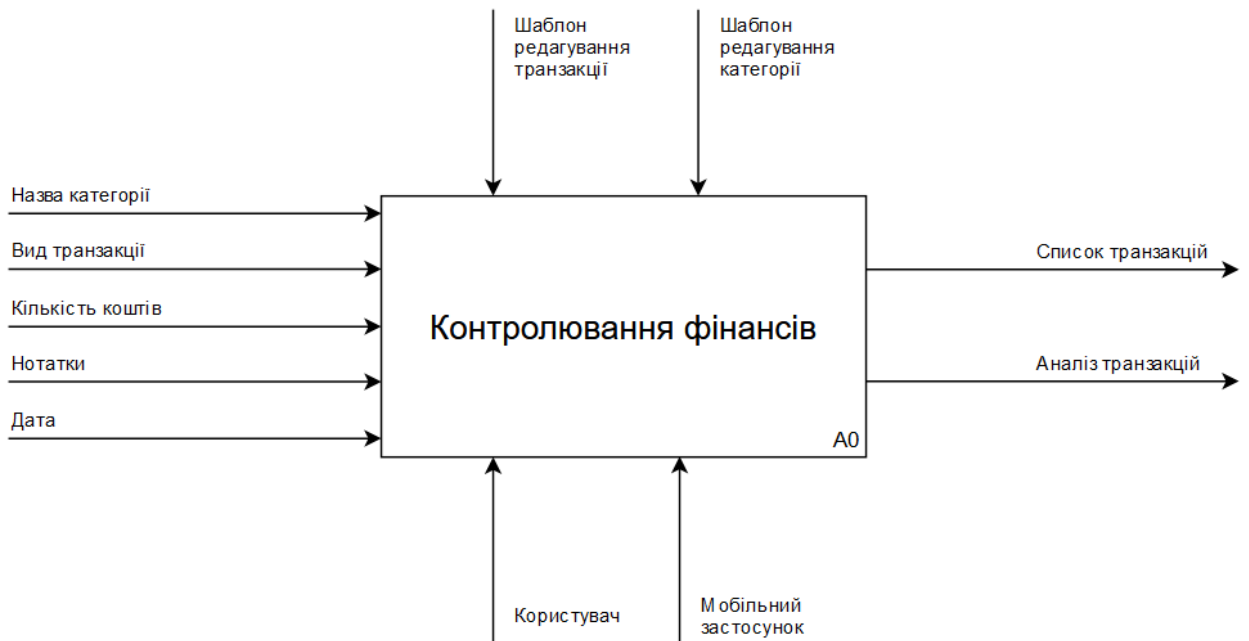 Шаблон
редагування
транзакції
Шаблон
редагування
категорії
Назва категорії
Вид транзакції
Кількість коштів
Нотатки
Дата
Контролювання фінансів
A0
Список транзакцій
Аналіз транзакцій
Користувач
Мобільний
застосунок